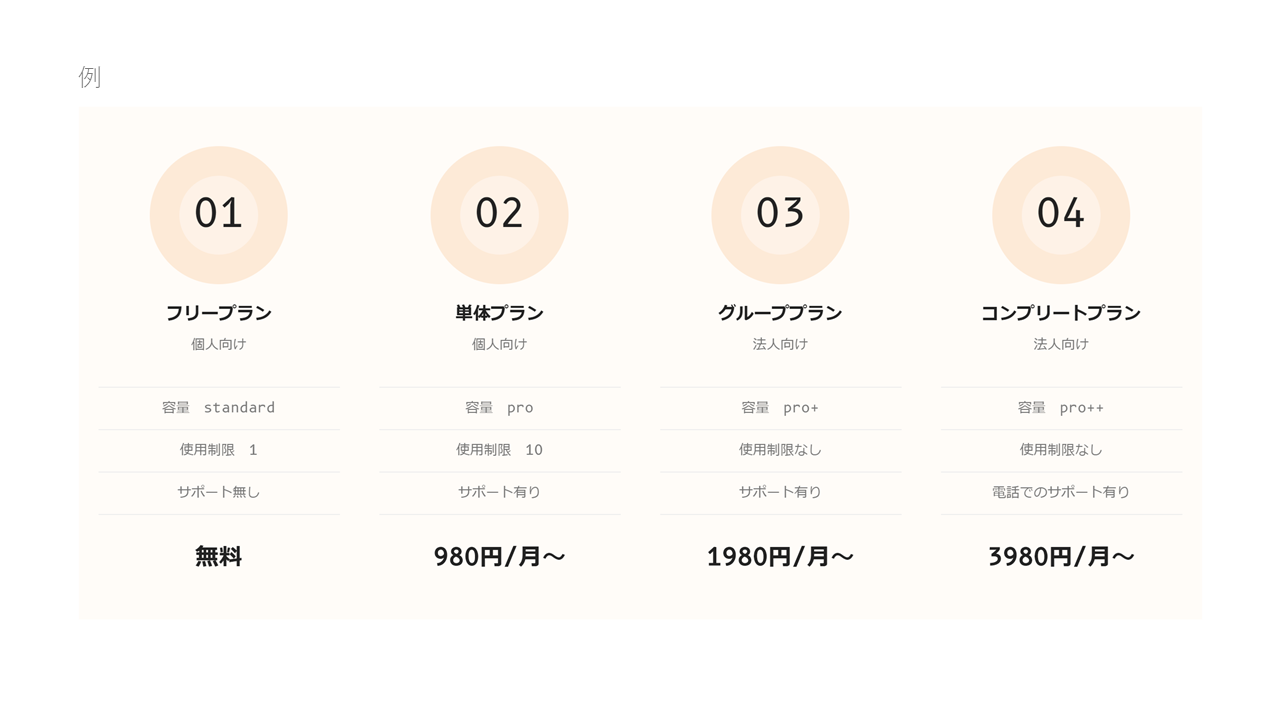 例
01
フリープラン
個人向け
容量　standard
使用制限　1
サポート無し
無料
02
単体プラン
個人向け
容量　pro
使用制限　10
サポート有り
980円/月～
03
グループプラン
法人向け
容量　pro+
使用制限なし
サポート有り
1980円/月～
04
コンプリートプラン
法人向け
容量　pro++
使用制限なし
電話でのサポート有り
3980円/月～